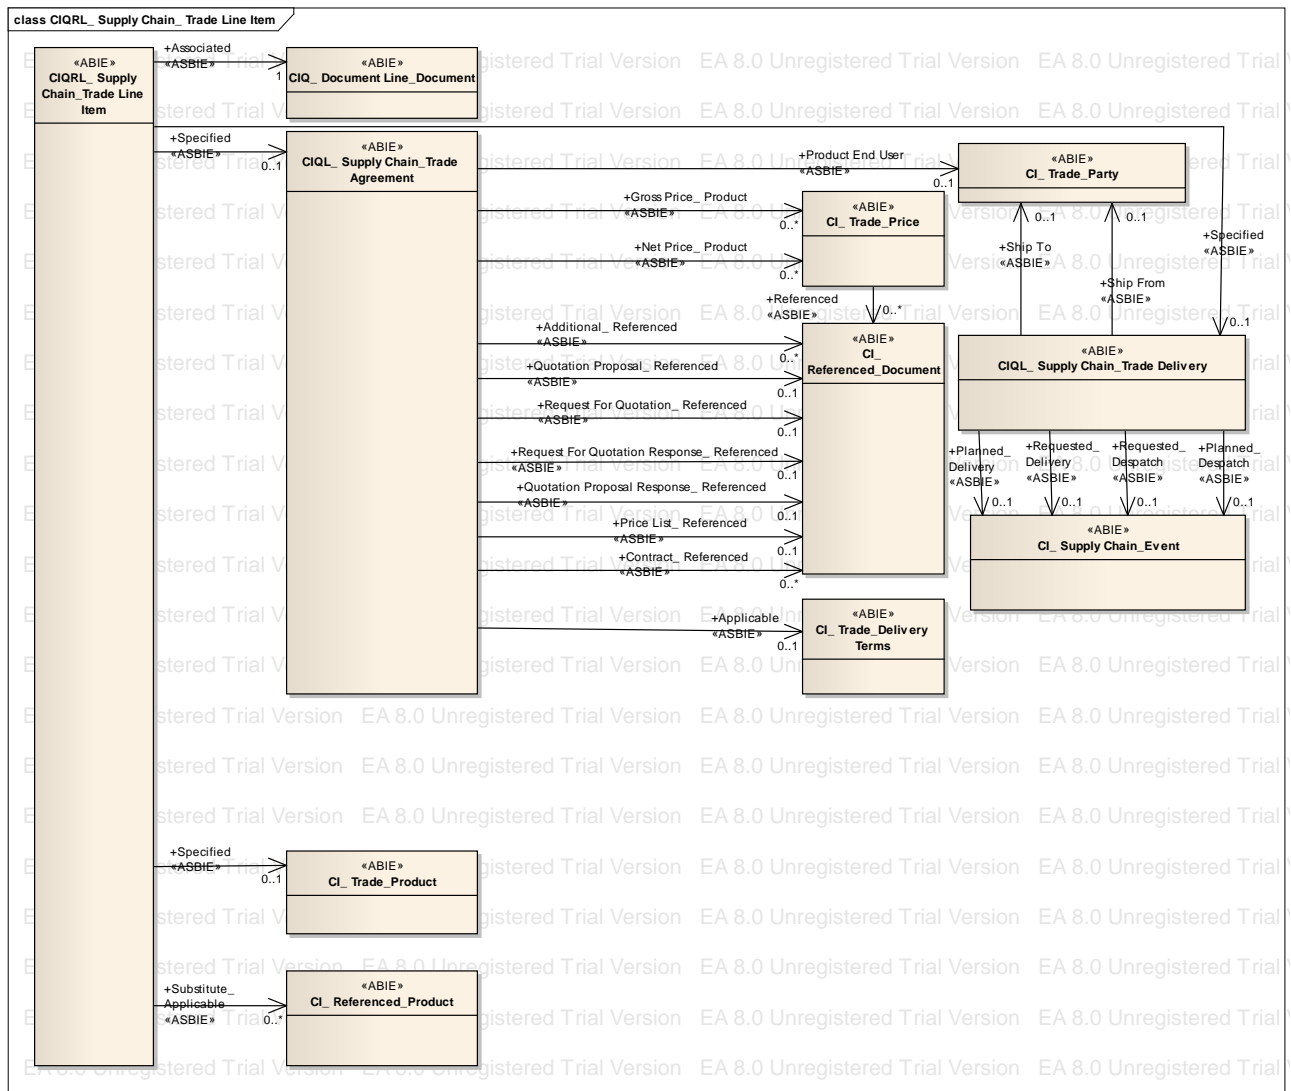 class CIQRL_ Supply Chain_ Trade Line Item
«ABIE»
CIQRL_ Supply
Chain_Trade Line
Item
+Associated
«ASBIE»
1
«ABIE»
CIQ_ Document Line_Document
+Specified
«ASBIE»
0..1
«ABIE»
CIQL_ Supply Chain_Trade
Agreement
+Product End User
«ASBIE»
0..1
«ABIE»
CI_ Trade_Party
+Gross Price_ Product
«ASBIE»
0..*
+Net Price_ Product
«ASBIE»
0..*
«ABIE»
CI_ Trade_Price
0..1
0..1
+Ship To
«ASBIE»
+Ship From
«ASBIE»
+Specified
«ASBIE»
0..1
+Referenced
«ASBIE»
0..*
+Additional_ Referenced
«ASBIE»
0..*
+Quotation Proposal_ Referenced
«ASBIE»
0..1
+Request For Quotation_ Referenced
«ASBIE»
0..1
+Request For Quotation Response_ Referenced
«ASBIE»
0..1
+Quotation Proposal Response_ Referenced
«ASBIE»
0..1
+Price List_ Referenced
«ASBIE»
0..1
+Contract_ Referenced
«ASBIE»
0..*
«ABIE»
CI_
Referenced_Document
«ABIE»
CIQL_ Supply Chain_Trade Delivery
+Planned_
Delivery
«ASBIE»
0..1
+Requested_
Delivery
«ASBIE»
0..1
+Requested_
Despatch
«ASBIE»
0..1
+Planned_
Despatch
«ASBIE»
0..1
«ABIE»
CI_ Supply Chain_Event
+Applicable
«ASBIE»
0..1
«ABIE»
CI_ Trade_Delivery
Terms
+Specified
«ASBIE»
0..1
«ABIE»
CI_ Trade_Product
+Substitute_
Applicable
«ASBIE»
0..*
«ABIE»
CI_ Referenced_Product
EA 8.0 Unregistered Trial Version